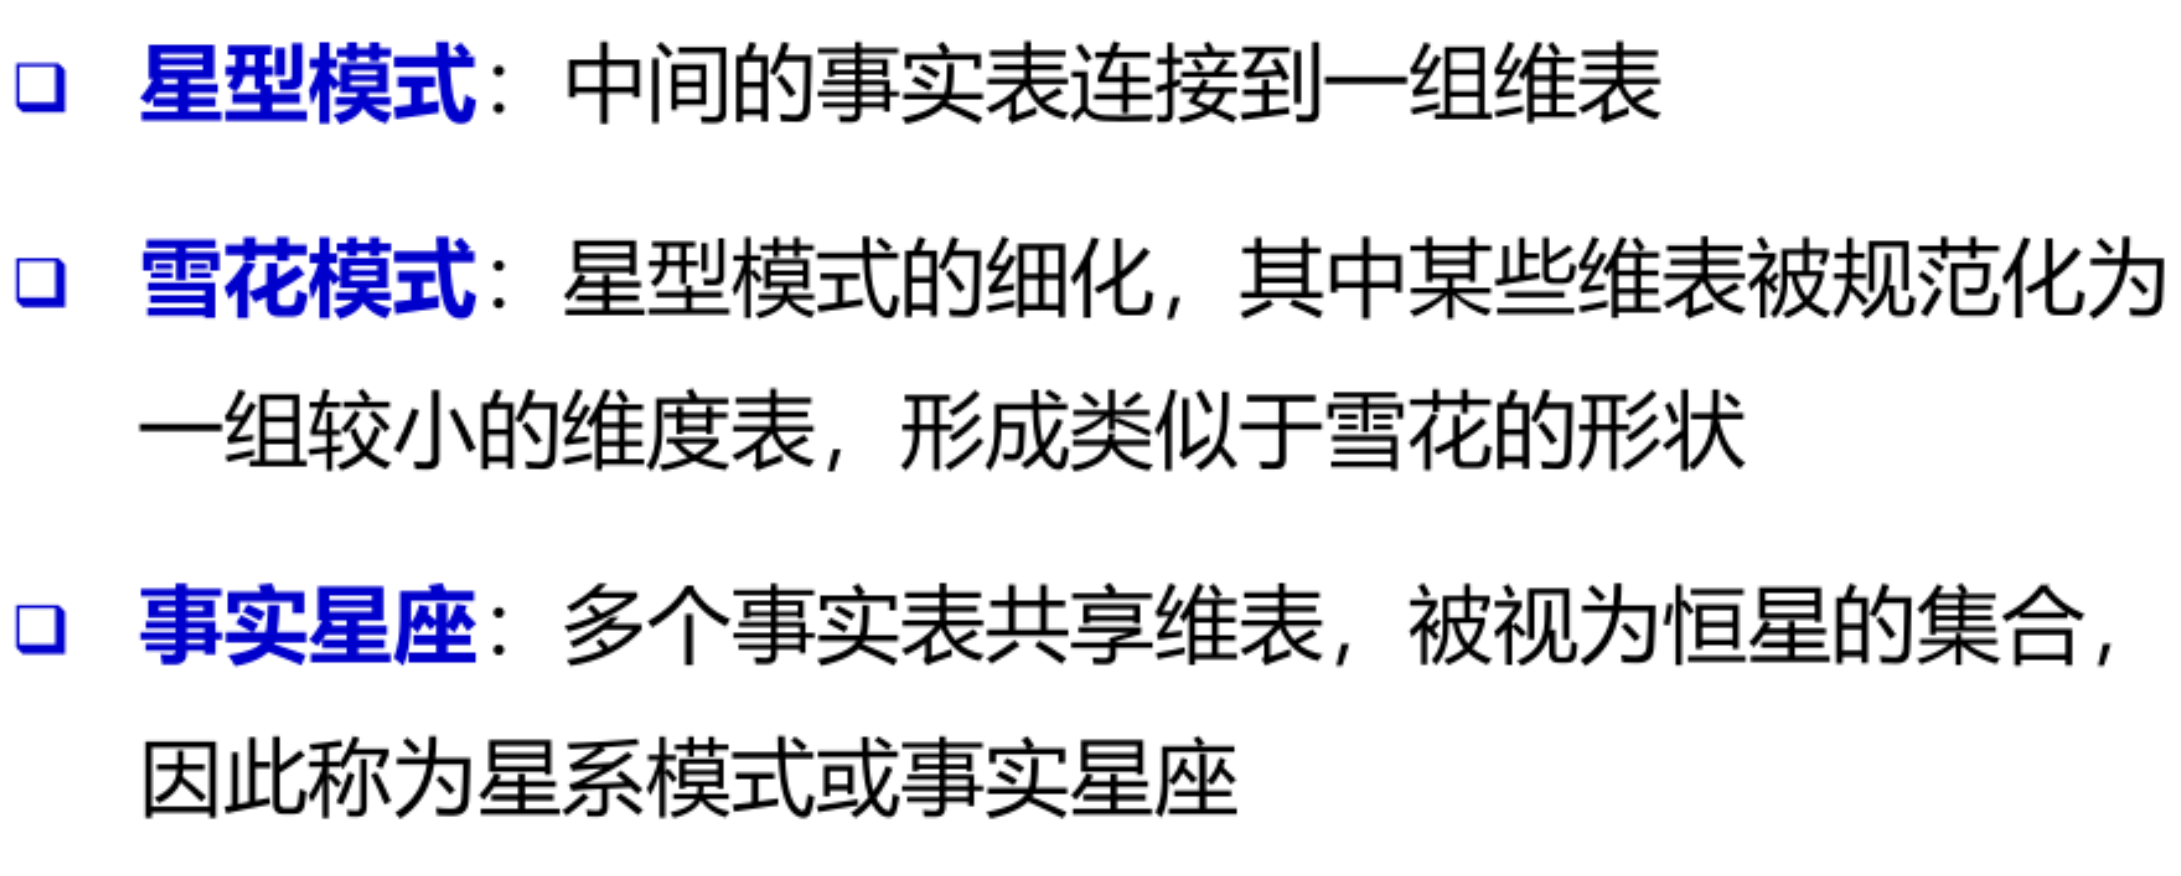 ❑ 星型模式：中间的事实表连接到一组维表
❑ 雪花模式：星型模式的细化，其中某些维表被规范化为
一组较小的维度表，形成类似于雪花的形状
❑ 事实星座：多个事实表共享维表，被视为恒星的集合，
因此称为星系模式或事实星座